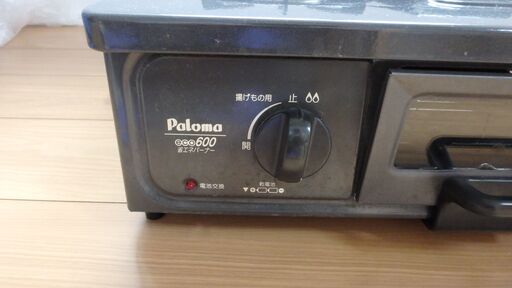 揚げもの用 止
開
Paloma
eco600
省エネバーナー
電池交換
乾電池